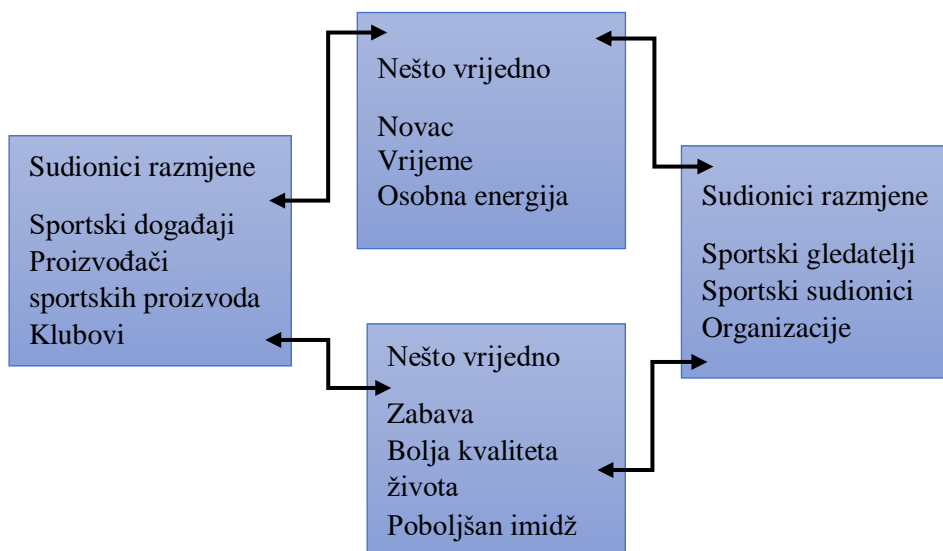 Nešto vrijedno
Novac
Vrijeme
Osobna energija
Sudionici razmjene
Sportski događaji
Proizvođači
sportskih proizvoda
Klubovi
Sudionici razmjene
Sportski gledatelji
Sportski sudionici
Organizacije
Nešto vrijedno
Zabava
Bolja kvaliteta
života
Poboljšan imidž